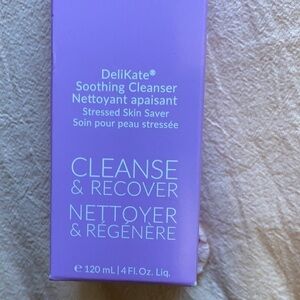 DeliKate®
Soothing Cleanser
Nettoyant apaisant
Stressed Skin Saver
Soin pour peau stressée
CLEANSE
& RECOVER
NETTOYER
& RÉGÉNÈRE
℮ 120 mL | 4 Fl.Oz. Liq.